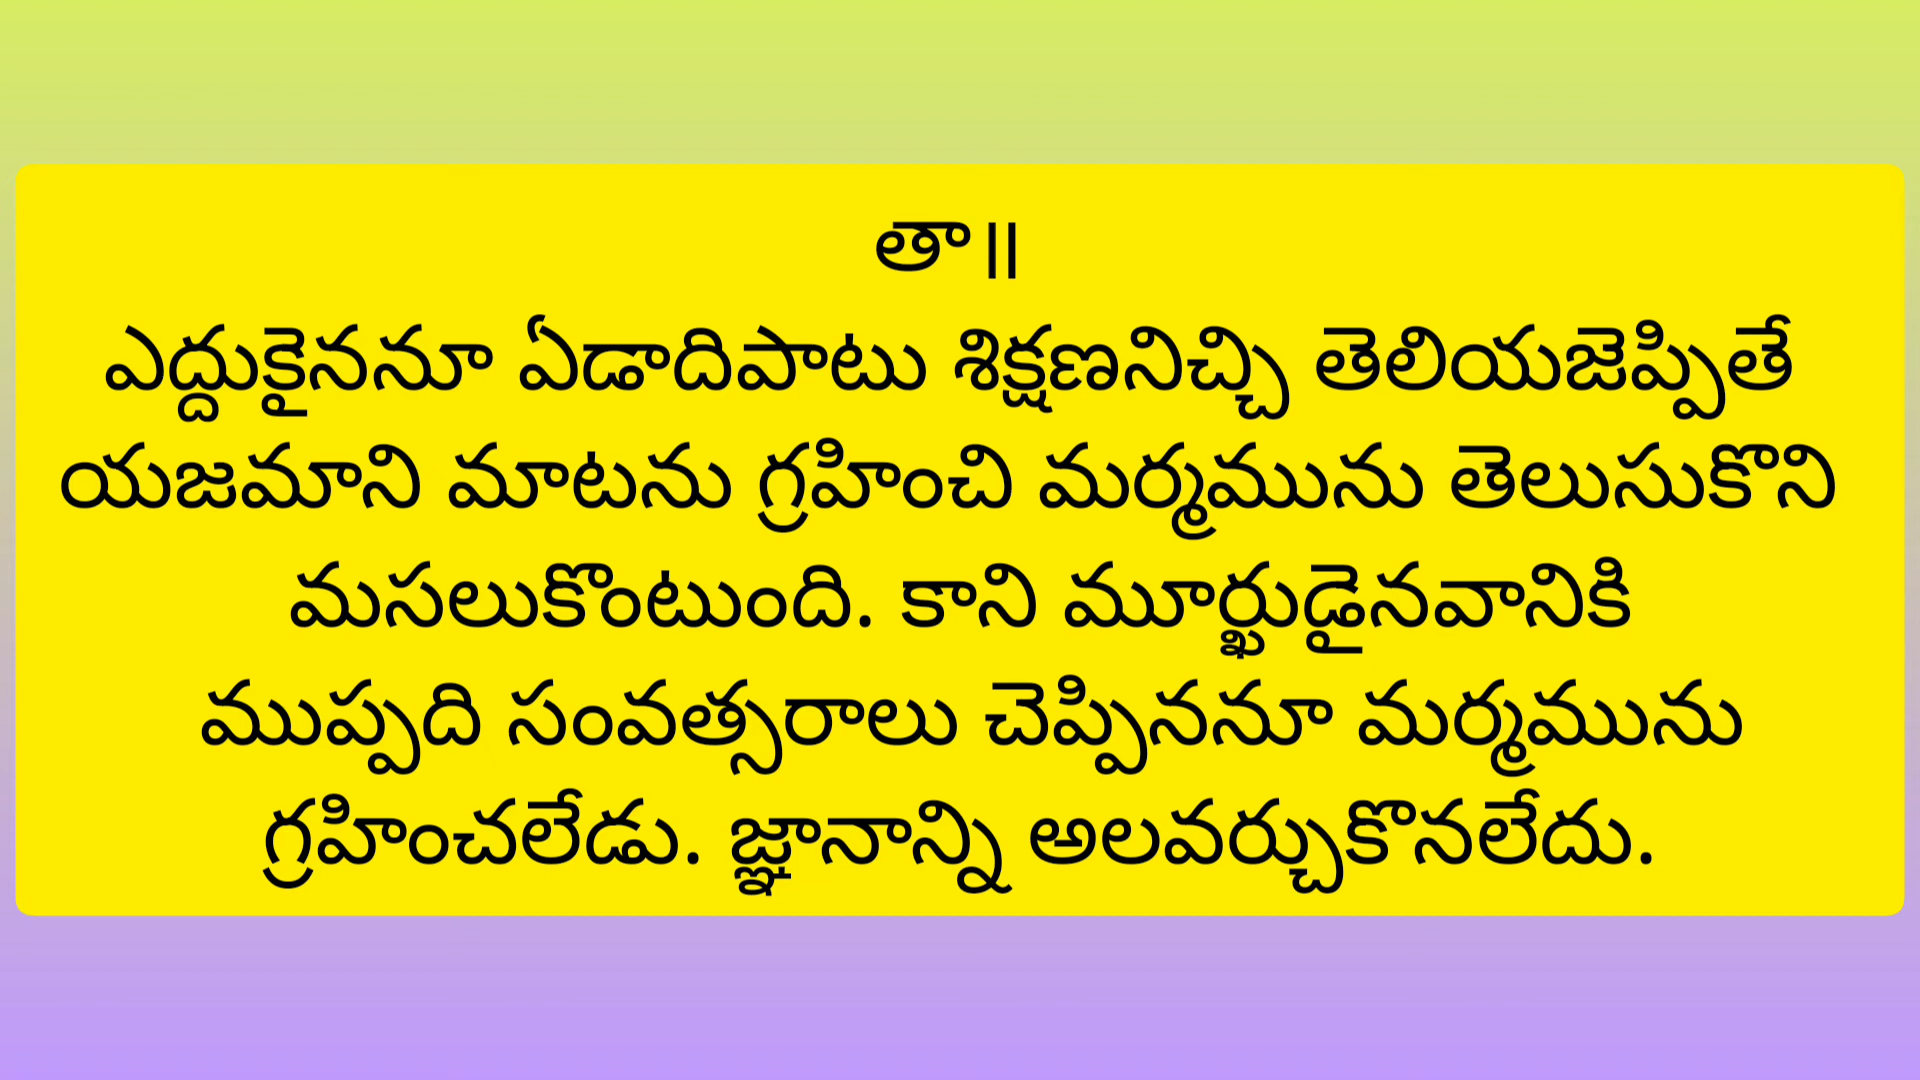 తా॥
ఎద్దుకైననూ ఏడాదిపాటు శిక్షణనిచ్చి తెలియజెప్పితే
యజమాని మాటను గ్రహించి మర్మమును తెలుసుకొని
మసలుకొంటుంది. కాని మూర్ఖుడైనవానికి
ముప్పది సంవత్సరాలు చెప్పిననూ మర్మమును
గ్రహించలేడు. జ్ఞానాన్ని అలవర్చుకొనలేదు.